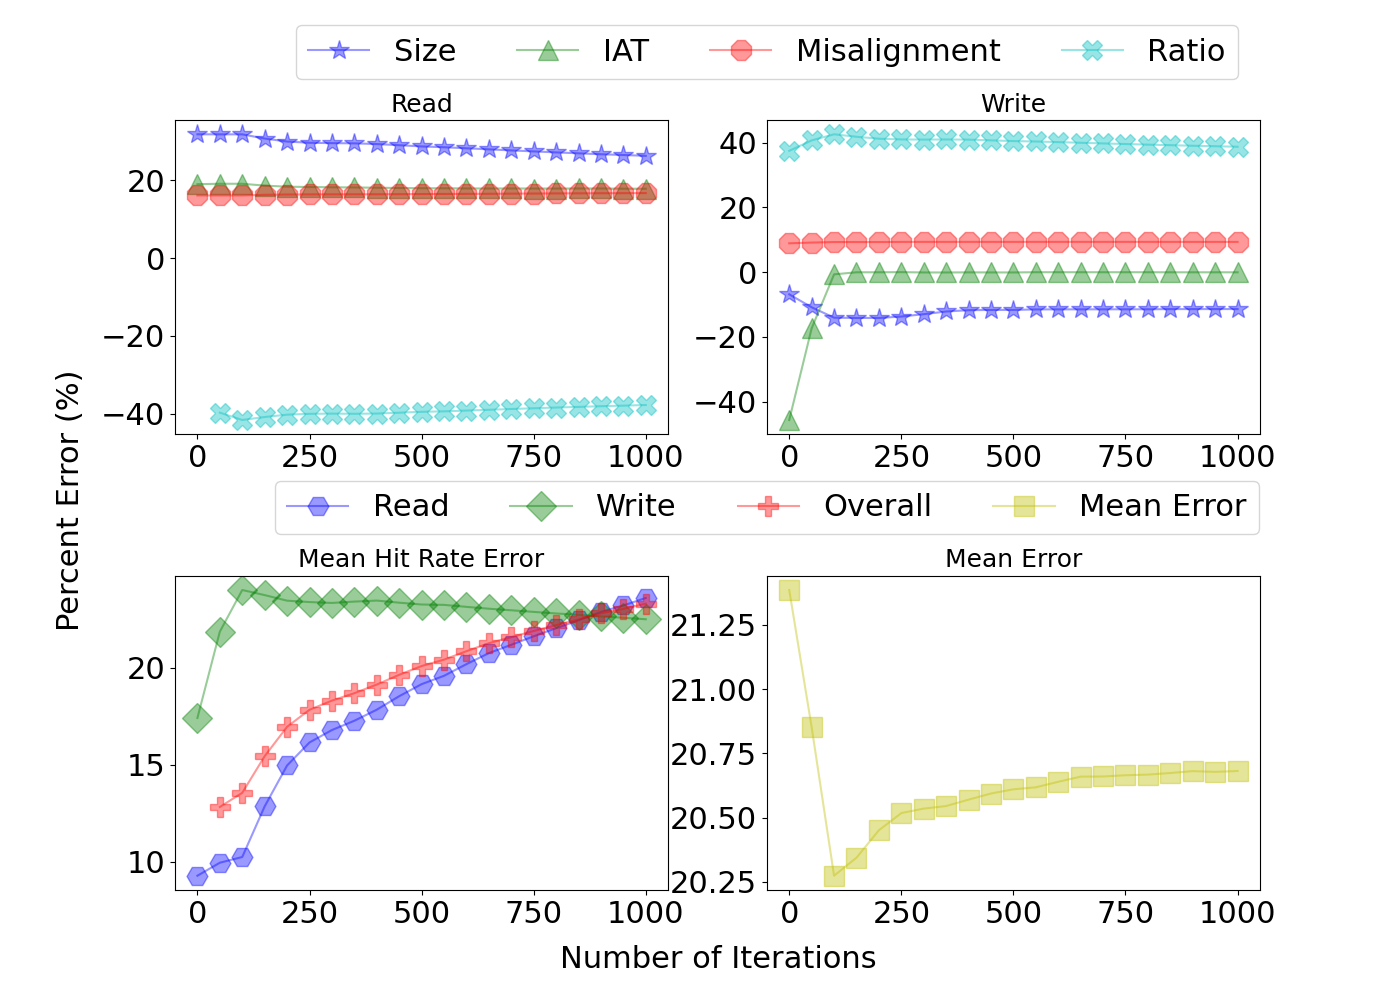 Size IAT Misalignment Ratio
Read Write
20
0
−20
−40
0 250 500 750 1000
40
20
0
−20
−40
0 250 500 750 1000
Percent Error (%)
Read Write Overall Mean Error
Mean Hit Rate Error Mean Error
20
15
10
0 250 500 750 1000
21.25
21.00
20.75
20.50
20.25
0 250 500 750 1000
Number of Iterations